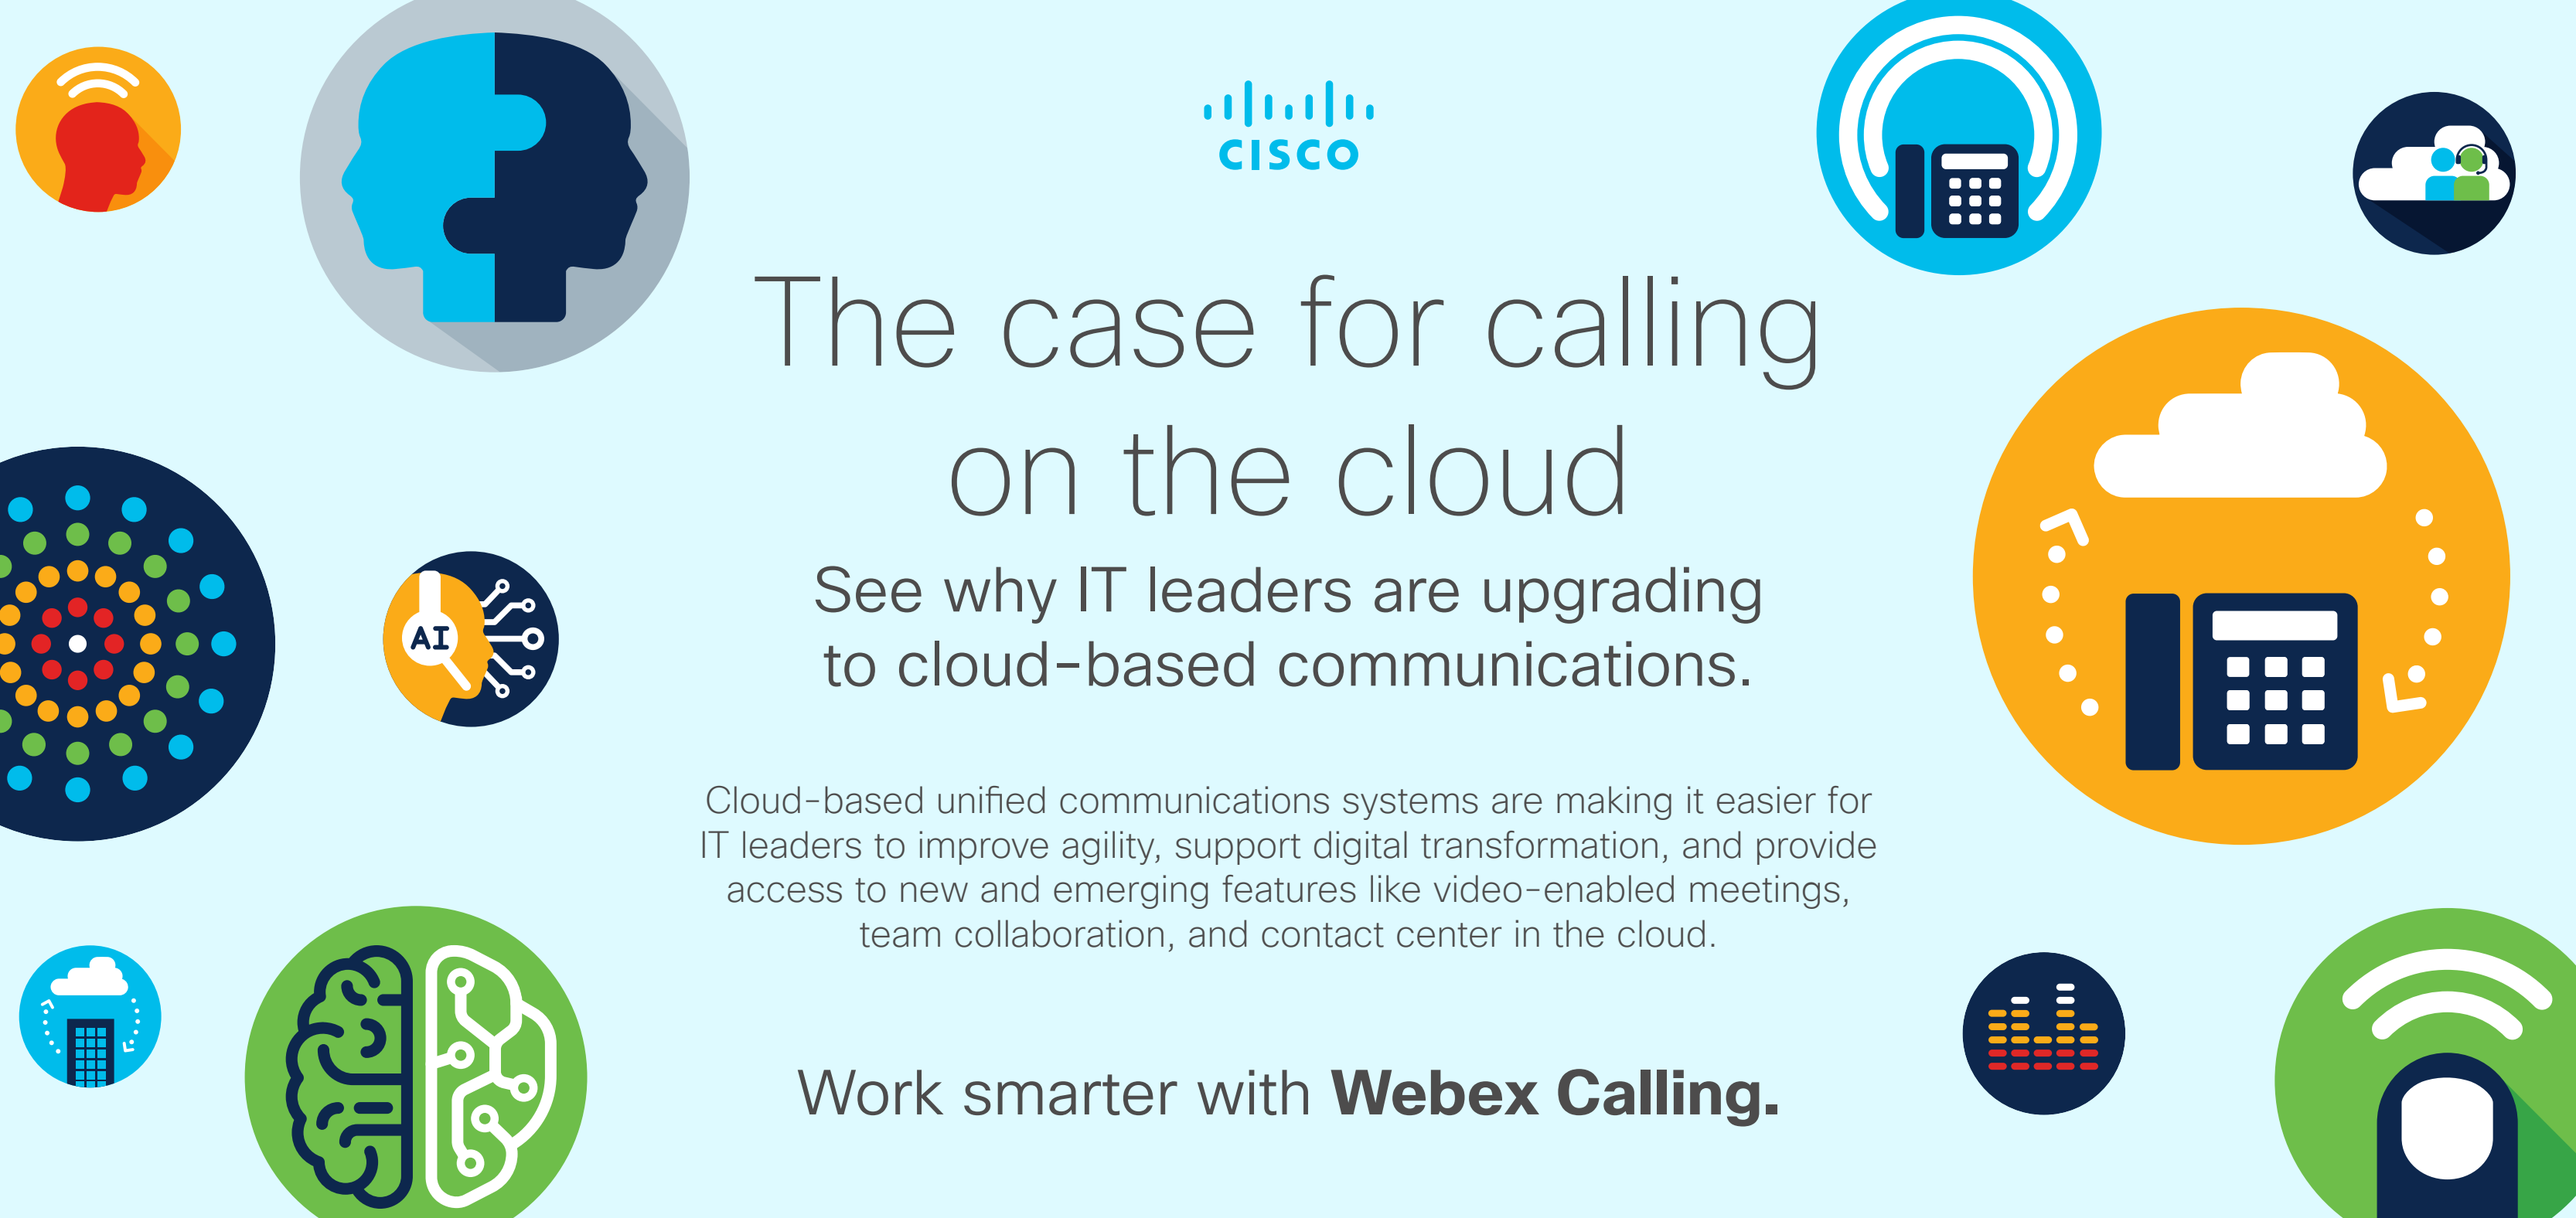 CISCO
The case for calling
on the cloud
See why IT leaders are upgrading
to cloud-based communications.
Cloud-based unified communications systems are making it easier for
IT leaders to improve agility, support digital transformation, and provide
access to new and emerging features like video-enabled meetings,
team collaboration, and contact center in the cloud.
AI
Work smarter with Webex Calling.